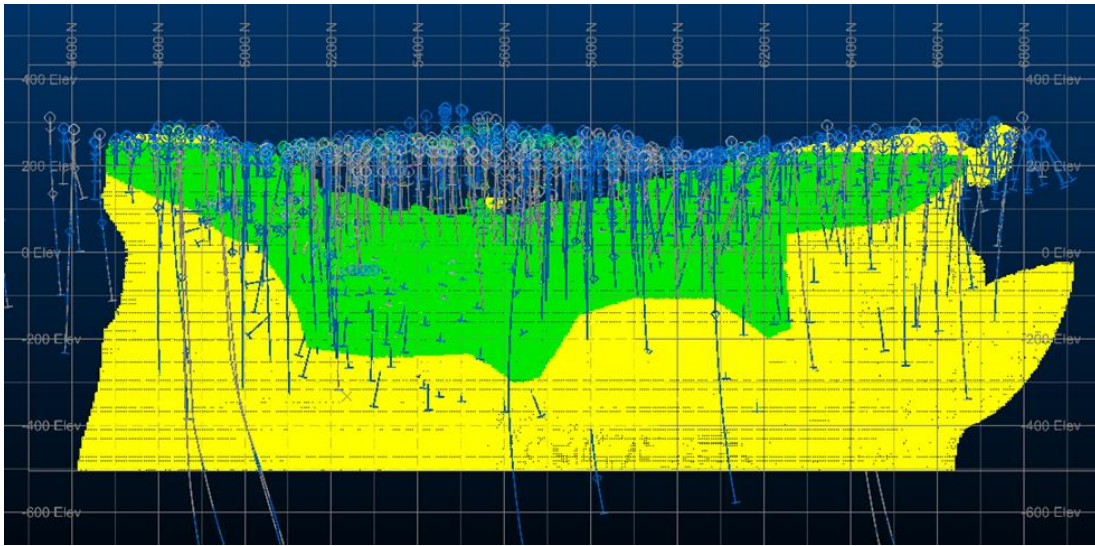 4600 N
4800 N
5000 N
5200 N
5400 N
5600 N
5800 N
6000 N
6200 N
6400 N
6600 N
6800 N
400 Elev 400 Elev
200 Elev 200 Elev
0 Elev 0 Elev
-200 Elev -200 Elev
-400 Elev -400 Elev
-600 Elev -600 Elev